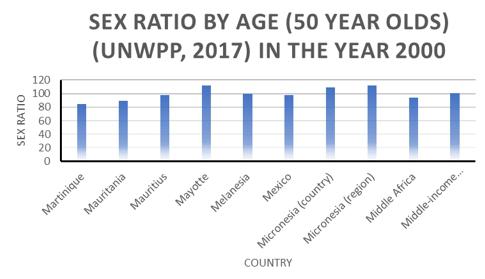 SEX RATIO BY AGE (50 YEAR OLDS)
(UNWPP, 2017) IN THE YEAR 2000
SEX RATIO
120
100
80
60
40
20
0
Martinique
Mauritania
Mauritius
Mayotte
Melanesia
Mexico
Micronesia (country)
Micronesia (region)
Middle Africa
Middle-income...
COUNTRY